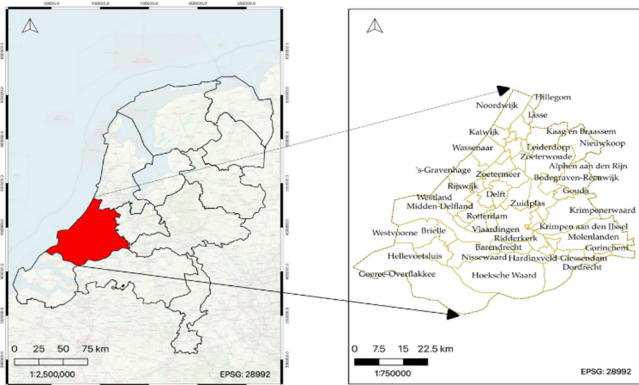 Hillegom
Noordwijk
Lisse
Katwijk
Kaag en Braassem
Nieuwkoop
Wassenaar
Leiderdorp
Zoeterwoude
Alphen aan den Rijn
's-Gravenhage
Zoetermeer
Bodegraven-Reeuwijk
Rijswijk
Gouda
Westland
Delft
Midden-Delfland
Zuidplas
Krimpenerwaard
Rotterdam
Westvoorne
Brielle
Vlaardingen
Krimpen aan den IJssel
Ridderkerk
Molenlanden
Barendrecht
Gorinchem
Hellevoetsluis
Nissewaard
Hardinxveld-Giessendam
Dordrecht
Goeree-Overflakkee
Hoeksche Waard
0 25 50 75 km
1:2,500,000
EPSG: 28992
0 7.5 15 22.5 km
1:750000
EPSG: 28992